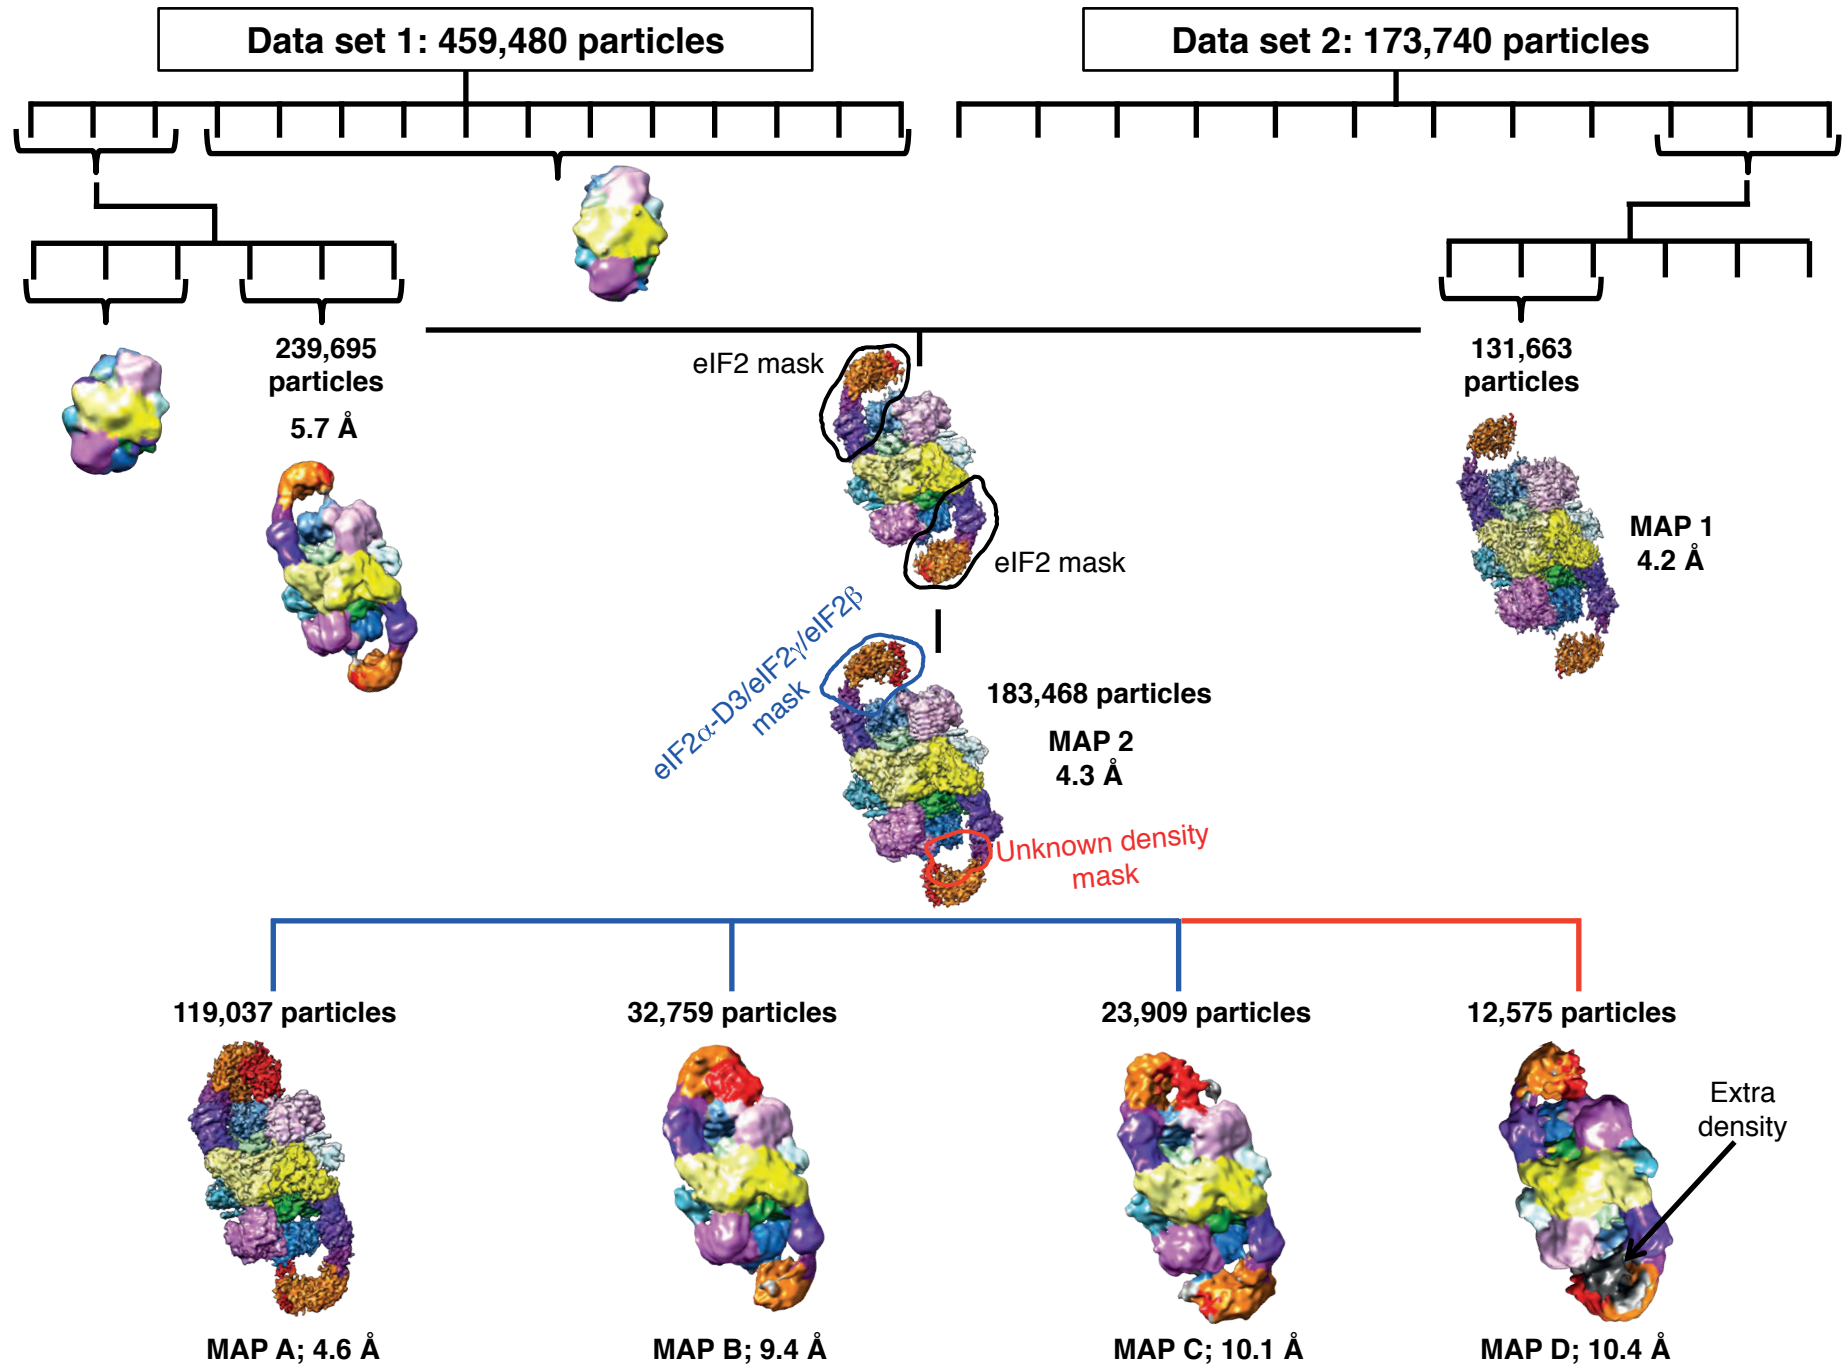 Data set 1: 459,480 particles
Data set 2: 173,740 particles
239,695
particles
5.7 Å
eIF2 mask
eIF2 mask
131,663
particles
MAP 1
4.2 Å
eIF2α-D3/eIF2γ/eIF2β
mask
183,468 particles
MAP 2
4.3 Å
Unknown density
mask
119,037 particles
32,759 particles
23,909 particles
12,575 particles
Extra
density
MAP A; 4.6 Å
MAP B; 9.4 Å
MAP C; 10.1 Å
MAP D; 10.4 Å